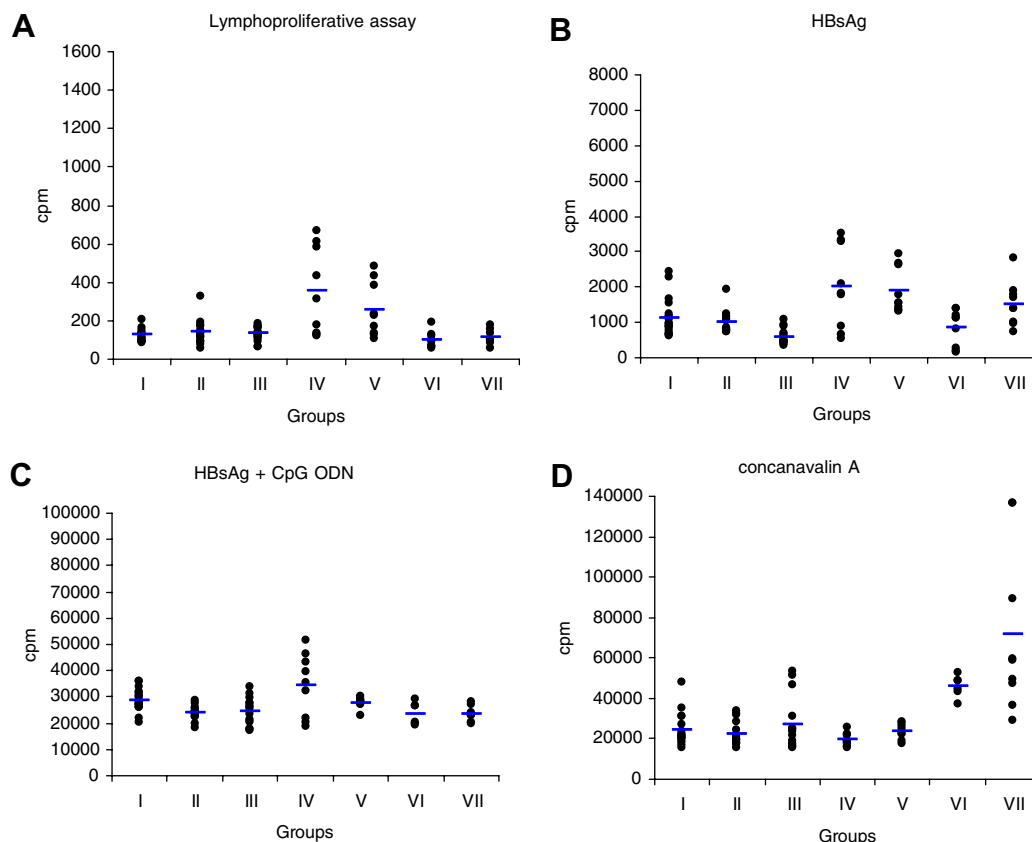 A
Lymphoproliferative assay
1600
1400
1200
1000
800
600
400
200
0
cpm
I II III IV V VI VII
Groups
B
HBsAg
8000
7000
6000
5000
4000
3000
2000
1000
0
cpm
I II III IV V VI VII
Groups
C
HBsAg + CpG ODN
100000
90000
80000
70000
60000
50000
40000
30000
20000
10000
0
cpm
I II III IV V VI VII
Groups
D
concanavalin A
140000
120000
100000
80000
60000
40000
20000
0
cpm
I II III IV V VI VII
Groups